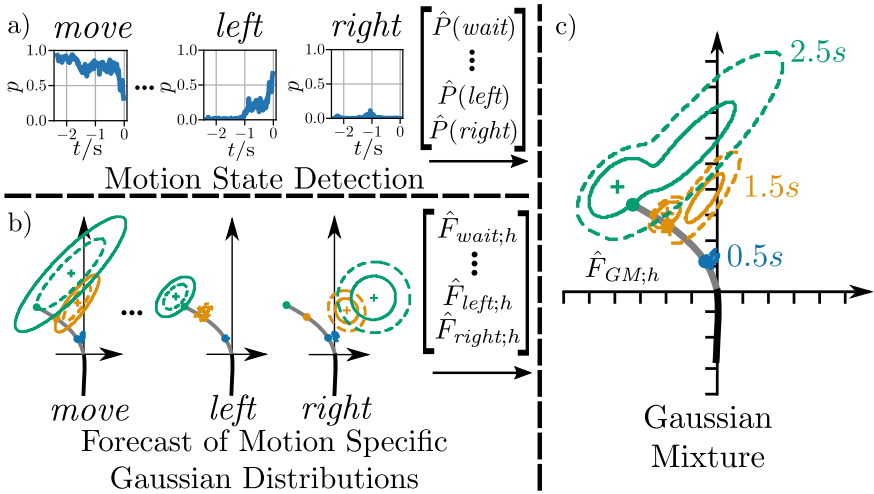 a)
move
left
right
p
1.0
0.5
0.0
−2
−1
0
t/s
...
p
1.0
0.5
0.0
−2
−1
0
t/s
p
1.0
0.5
0.0
−2
−1
0
t/s
P̂(wait)
⋮
P̂(left)
P̂(right)
Motion State Detection
b)
...
move
left
right
F̂wait;h
⋮
F̂left;h
F̂right;h
Forecast of Motion Specific
Gaussian Distributions
c)
2.5s
1.5s
0.5s
F̂GM;h
Gaussian
Mixture